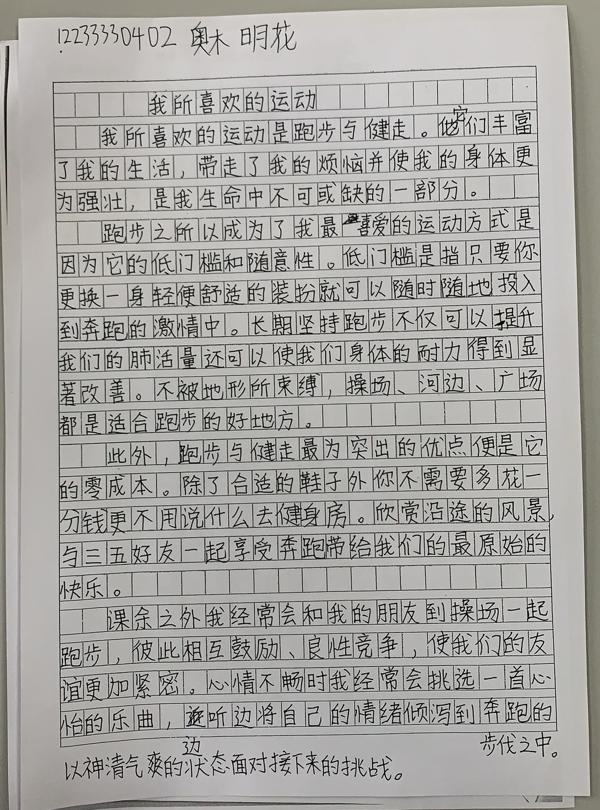 12233330402 奥木 明花
我所喜欢的运动
我所喜欢的运动是跑步与健走。它们丰富
了我的生活，带走了我的烦恼并使我的身体更
为强壮，是我生命中不可或缺的一部分。
跑步之所以成为了我最喜爱的运动方式是
因为它的低门槛和随意性。低门槛是指只要你
更换一身轻便舒适的装扮就可以随时随地投入
到奔跑的激情中。长期坚持跑步不仅可以提升
我们的肺活量还可以使我们身体的耐力得到显
著改善。不被地形所束缚，操场、河边、广场
都是适合跑步的好地方。
此外，跑步与健走最为突出的优点便是它
的零成本。除了合适的鞋子外你不需要多花一
分钱更不用说什么去健身房。欣赏沿途的风景，
与三五好友一起享受奔跑带给我们的最原始的
快乐。
课余之外我经常会和我的朋友到操场一起
跑步，彼此相互鼓励、良性竞争，使我们的友
谊更加紧密。心情不畅时我经常会挑选一首心
怡的乐曲，边听边将自己的情绪倾泻到奔跑的
步伐之中。
以神清气爽的状态面对接下来的挑战。